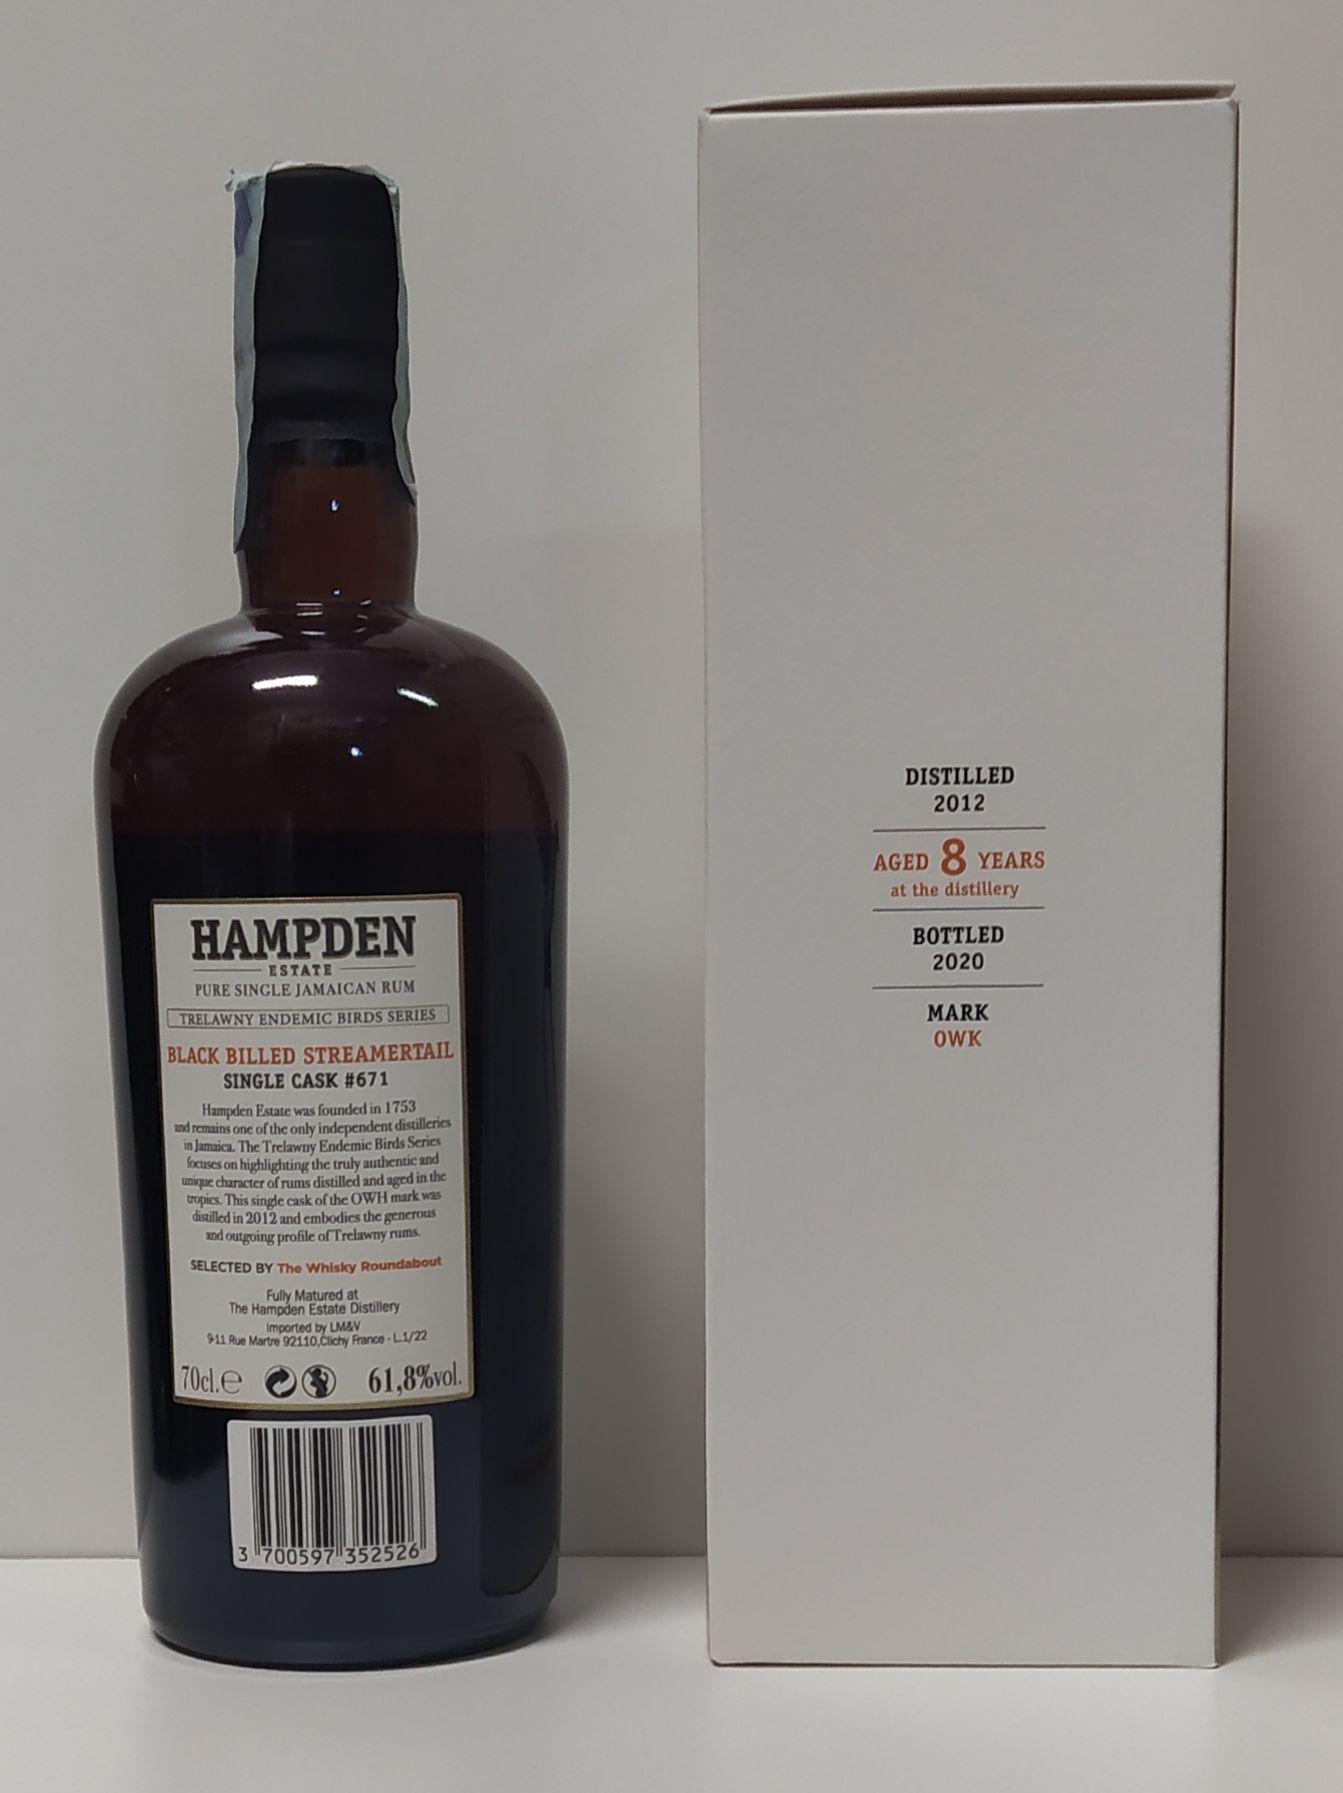 HAMPDEN
ESTATE
PURE SINGLE JAMAICAN RUM
TRELAWNY ENDEMIC BIRDS SERIES
BLACK BILLED STREAMERTAIL
SINGLE CASK #671
Hampden Estate was founded in 1753
and remains one of the only independent distilleries
in Jamaica. The Trelawny Endemic Birds Series
focuses on highlighting the truly authentic and
unique character of rums distilled and aged in the
tropics. This single cask of the OWH mark was
distilled in 2012 and embodies the generous
and outgoing profile of Trelawny rums.
SELECTED BY The Whisky Roundabout
Fully Matured at
The Hampden Estate Distillery
Imported by LM&V
9-11 Rue Martre 92110,Clichy France - L.1/22
70cl.e 61,8%vol.
3 700597 352526
DISTILLED
2012
AGED 8 YEARS
at the distillery
BOTTLED
2020
MARK
OWK